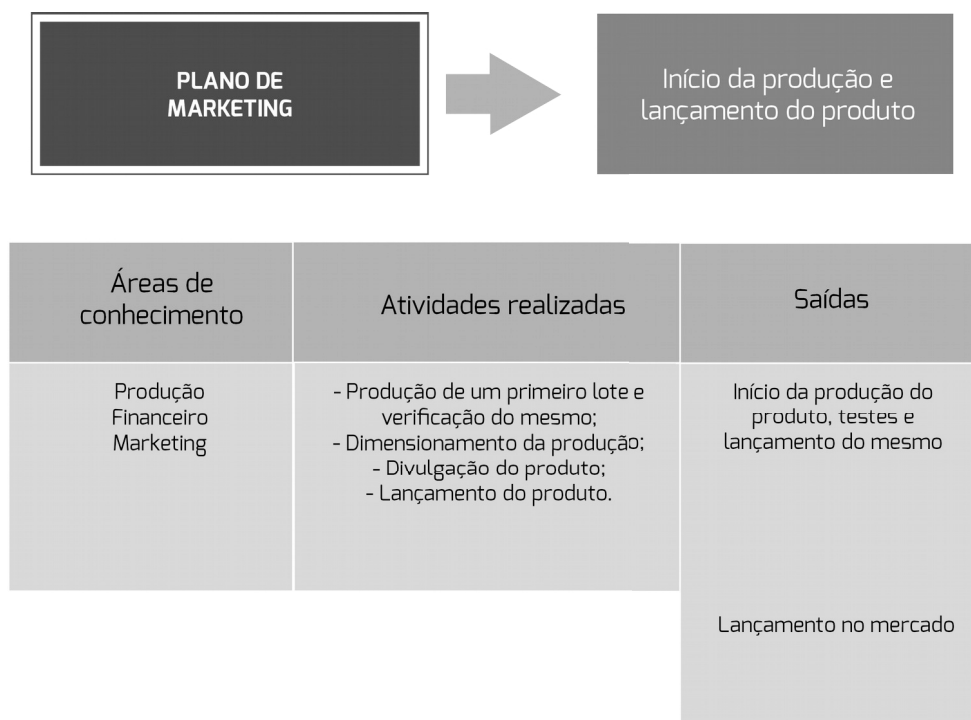 PLANO DE
MARKETING
Início da produção e
lançamento do produto
Áreas de
conhecimento
Atividades realizadas
Saídas
Produção
Financeiro
Marketing
- Produção de um primeiro lote e
verificação do mesmo;
- Dimensionamento da produção;
- Divulgação do produto;
- Lançamento do produto.
Início da produção do
produto, testes e
lançamento do mesmo
Lançamento no mercado